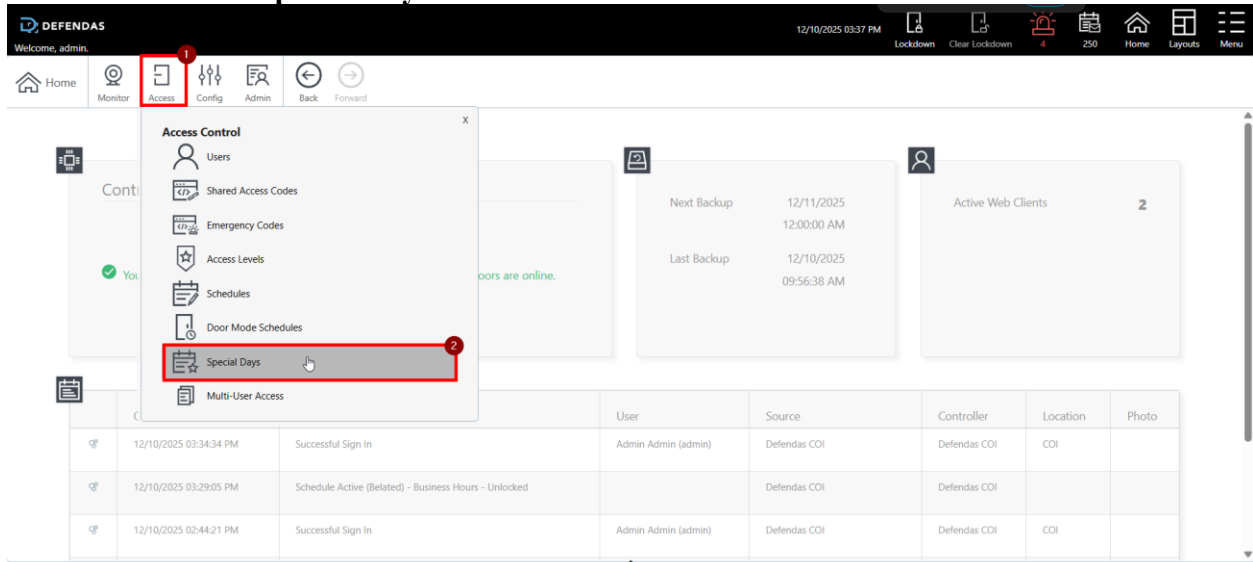 DEFENDAS
Welcome, admin.
12/10/2025 03:37 PM
Lockdown
Clear Lockdown
4
250
Home
Layouts
Menu
1
Home
Monitor
Access
Config
Admin
Back
Forward
x
Access Control
Users
Shared Access Codes
Emergency Codes
Access Levels
Schedules
Door Mode Schedules
2
Special Days
Multi-User Access
oors are online.
Next Backup 12/11/2025
12:00:00 AM
Last Backup 12/10/2025
09:56:38 AM
Active Web Clients 2
User Source Controller Location Photo
12/10/2025 03:34:34 PM Successful Sign In Admin Admin (admin) Defendas COI Defendas COI COI
12/10/2025 03:29:05 PM Schedule Active (Belated) - Business Hours - Unlocked Defendas COI Defendas COI
12/10/2025 02:44:21 PM Successful Sign In Admin Admin (admin) Defendas COI Defendas COI COI